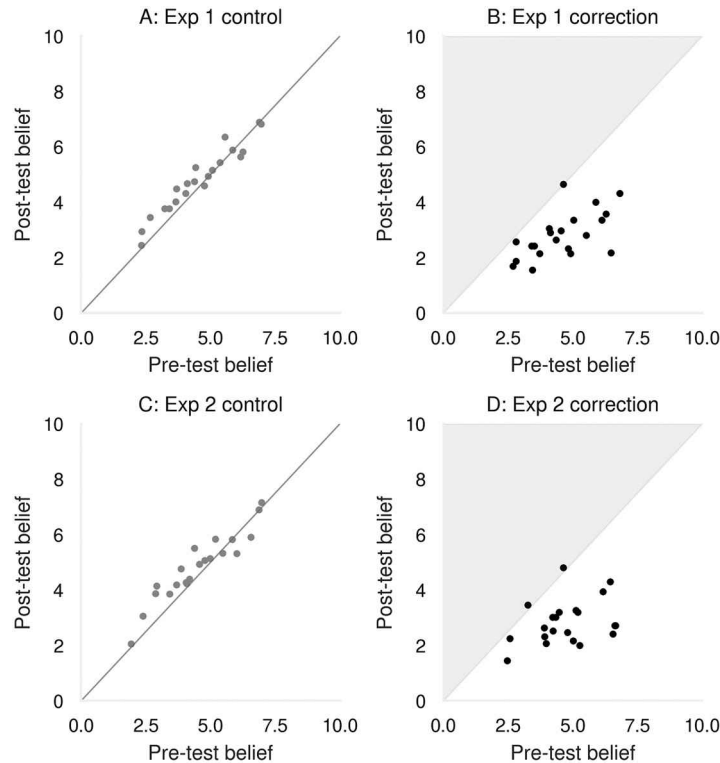 A: Exp 1 control
B: Exp 1 correction
10
8
6
4
2
0
Post-test belief
0.0 2.5 5.0 7.5 10.0
Pre-test belief
10
8
6
4
2
0
Post-test belief
0.0 2.5 5.0 7.5 10.0
Pre-test belief
C: Exp 2 control
D: Exp 2 correction
10
8
6
4
2
0
Post-test belief
0.0 2.5 5.0 7.5 10.0
Pre-test belief
10
8
6
4
2
0
Post-test belief
0.0 2.5 5.0 7.5 10.0
Pre-test belief